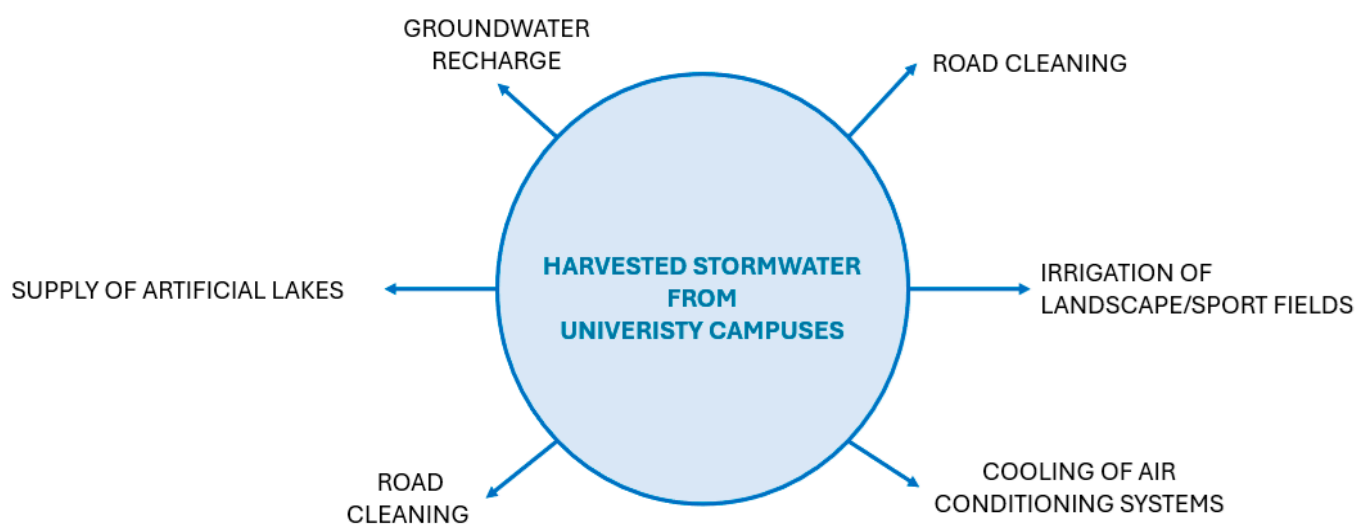 GROUNDWATER
RECHARGE
ROAD CLEANING
HARVESTED STORMWATER
FROM
UNIVERISTY CAMPUSES
SUPPLY OF ARTIFICIAL LAKES
IRRIGATION OF
LANDSCAPE/SPORT FIELDS
ROAD
CLEANING
COOLING OF AIR
CONDITIONING SYSTEMS